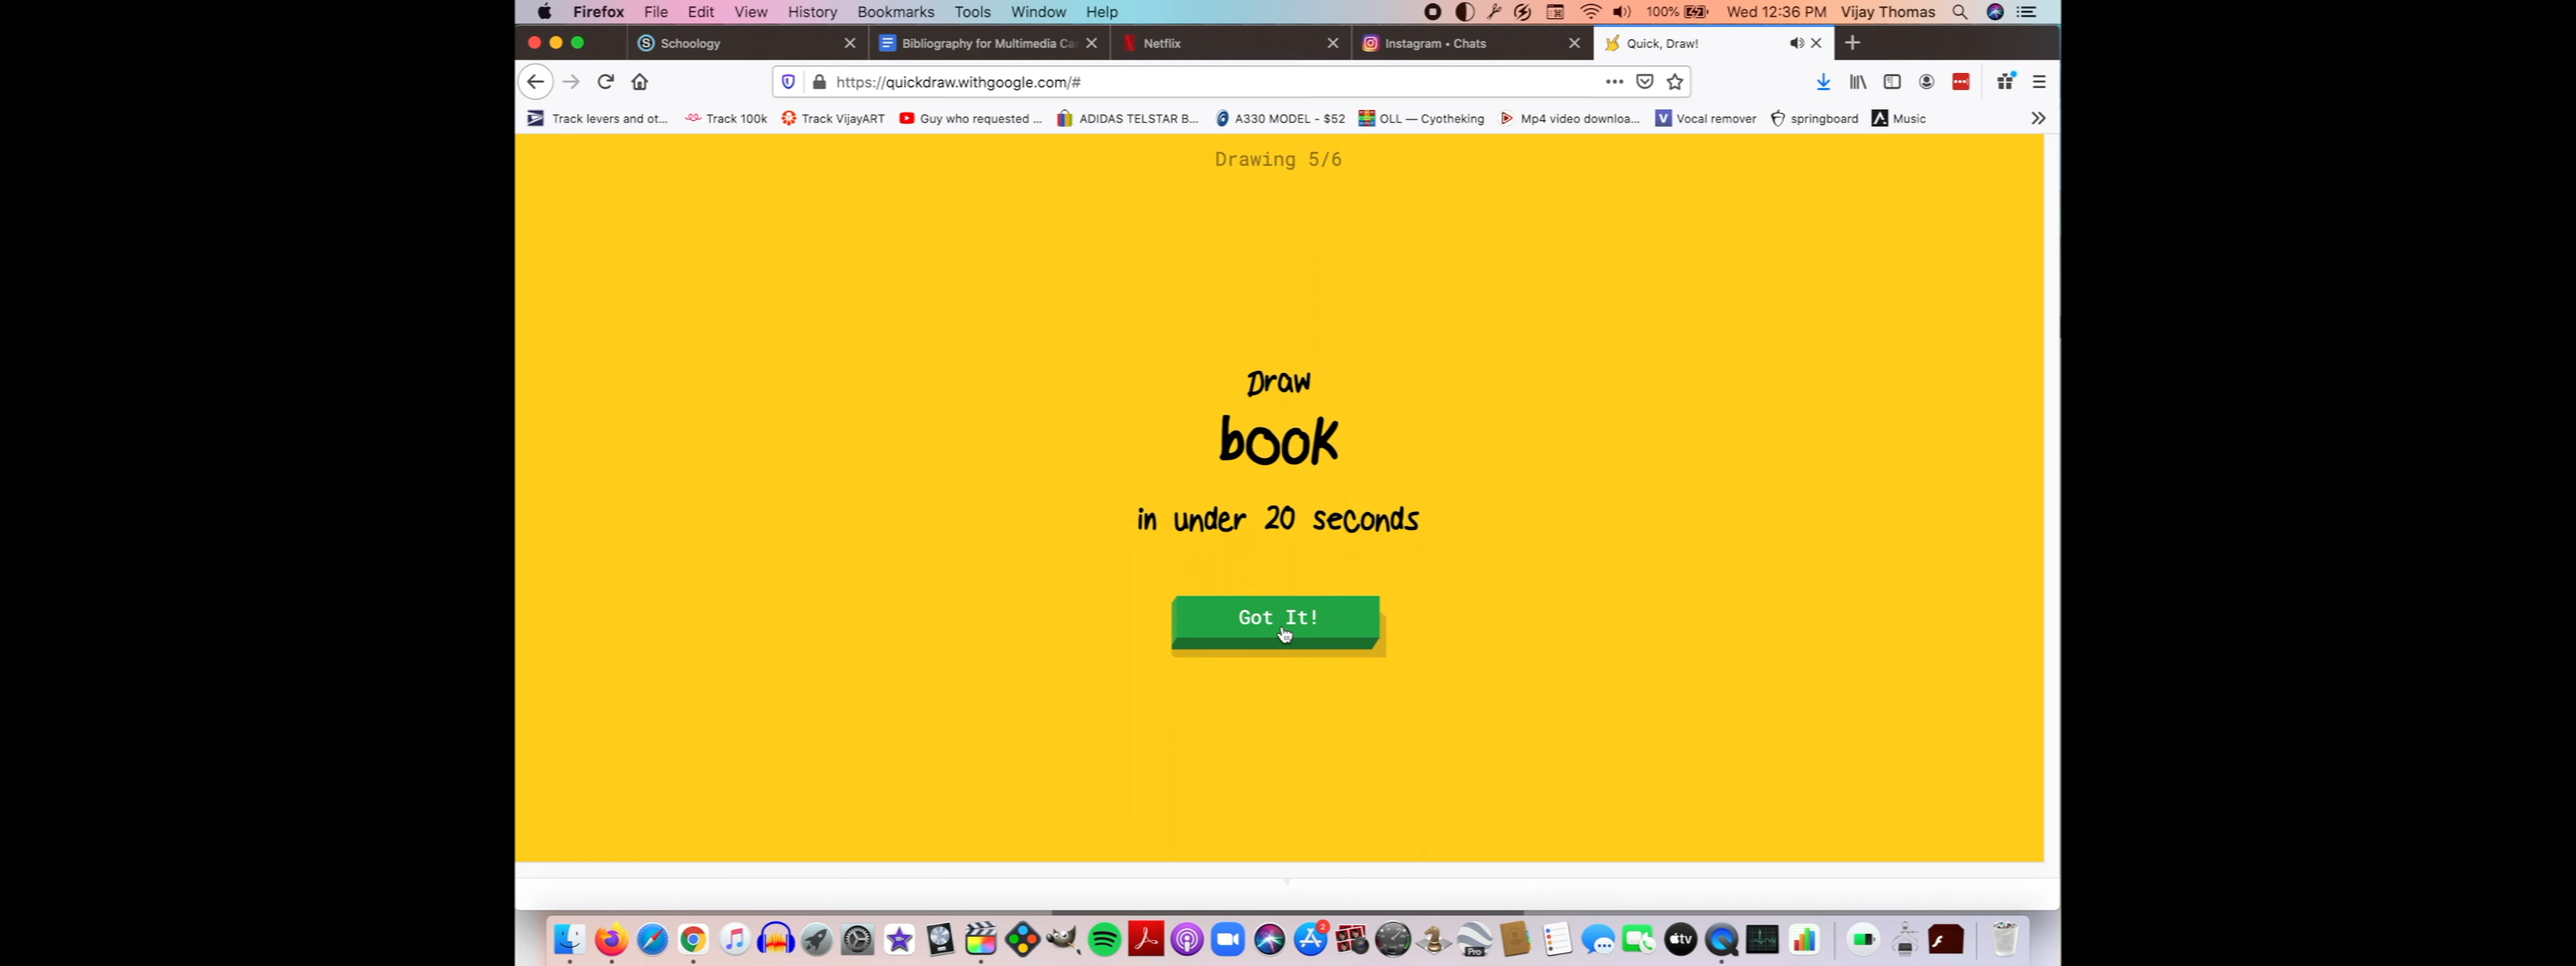 Firefox File Edit View History Bookmarks Tools Window Help 100% Wed 12:36 PM Vijay Thomas
Schoology Bibliography for Multimedia Ca Netflix Instagram • Chats Quick, Draw!
https://quickdraw.withgoogle.com/#
Track levers and ot... Track 100k Track VijayART Guy who requested ... ADIDAS TELSTAR B... A330 MODEL - $52 OLL — Cyotheking Mp4 video downloa... Vocal remover springboard Music
Drawing 5/6
Draw
book
in under 20 seconds
Got It!
2 Pro tv